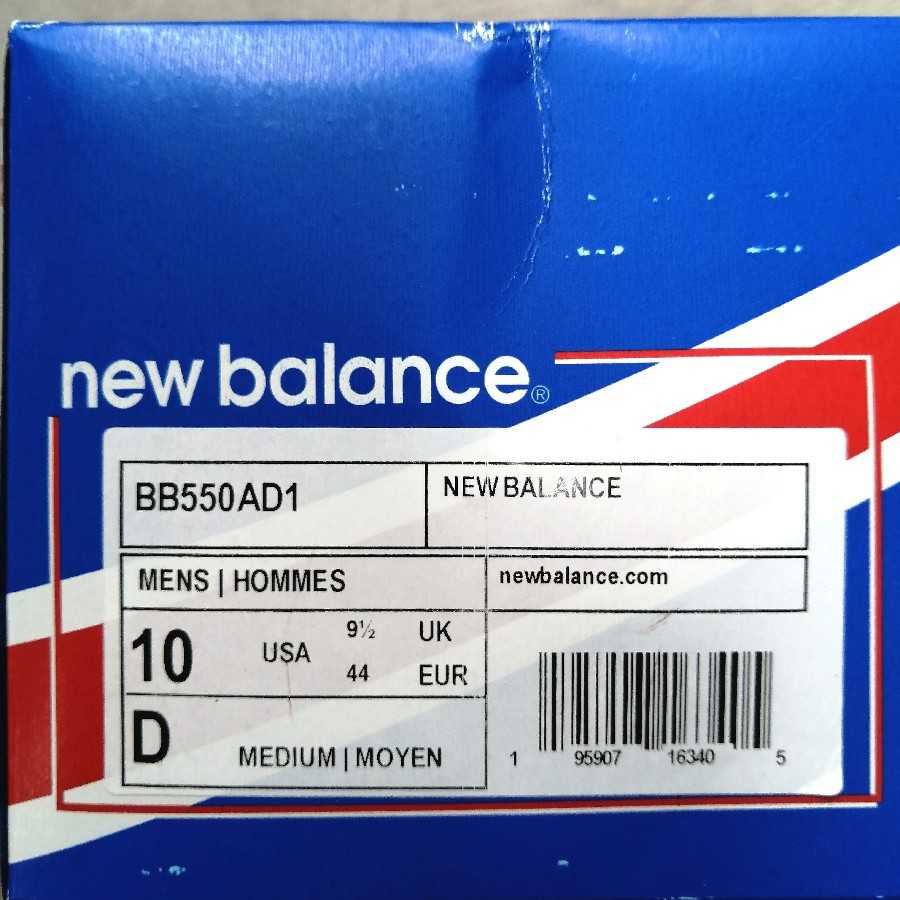 new balance®
BB550AD1
NEW BALANCE
MENS | HOMMES
newbalance.com
10 USA 9½ UK
44 EUR
D MEDIUM | MOYEN
1 95907 16340 5